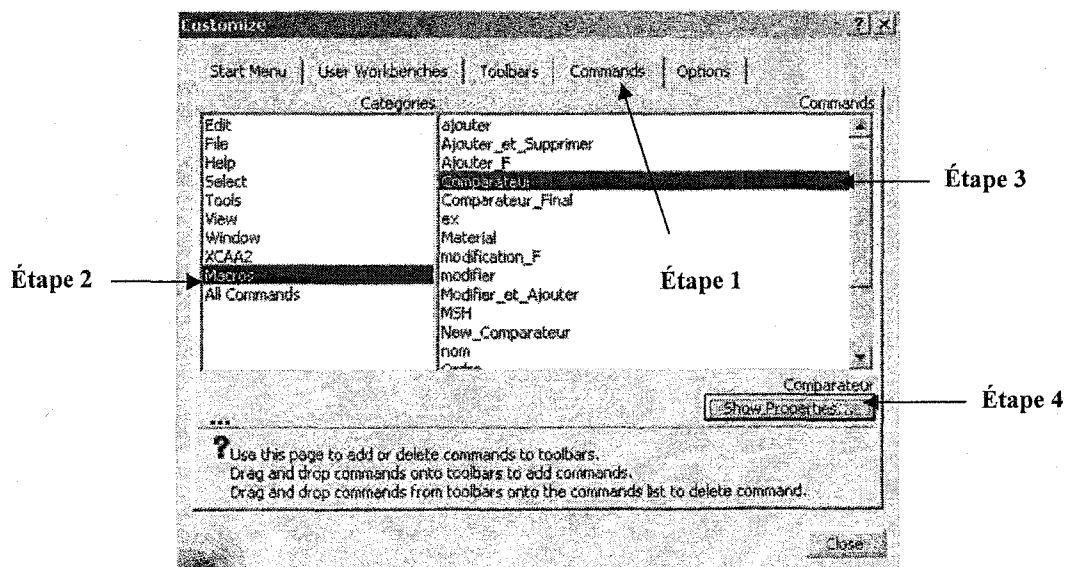 Customize
Start Menu User Workbenches Toolbars Commands Options
Categories Commands
Edit
File
Help
Select
Tools
View
Window
XCAA2
Macros
All Commands
ajouter
Ajouter_et_Supprimer
Ajouter_F
Comparateur
Comparateur_Final
ex
Material
modification_F
modifier
Modifier_et_Ajouter
MSH
New_Comparateur
nom
Étape 3
Étape 1
Étape 2
Comparateur
Show Properties...
Étape 4
...
? Use this page to add or delete commands to toolbars.
Drag and drop commands onto toolbars to add commands.
Drag and drop commands from toolbars onto the commands list to delete command.
Close